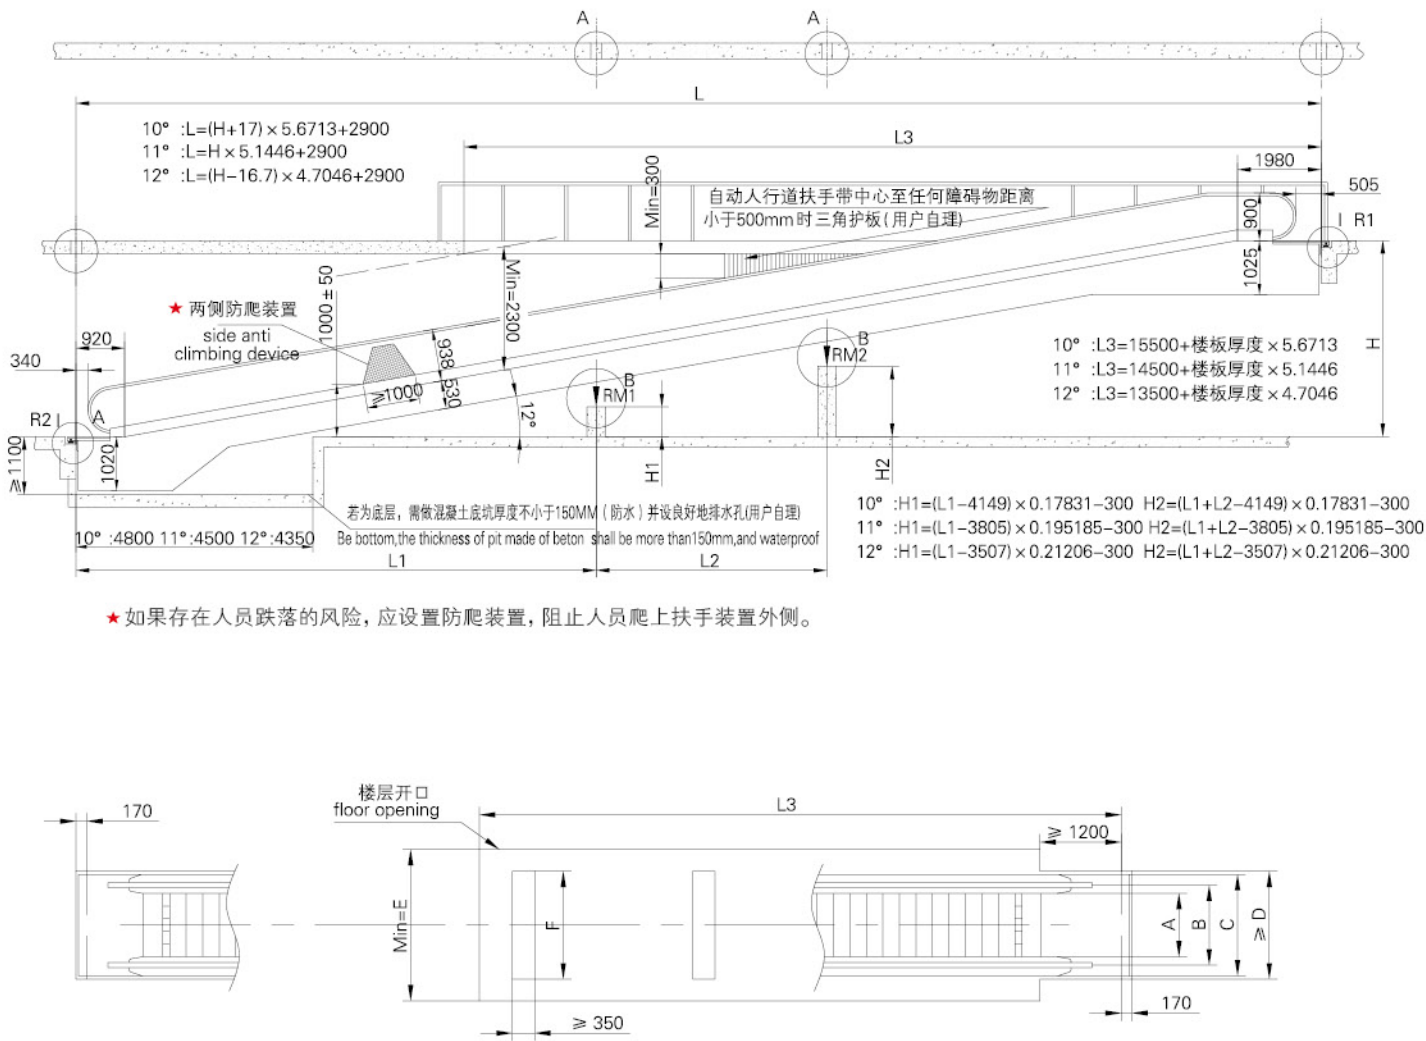 A
A
L
10° :L=(H+17)×5.6713+2900
11° :L=H×5.1446+2900
12° :L=(H−16.7)×4.7046+2900
L3
1980
505
Min=300
自动人行道扶手带中心至任何障碍物距离
小于500mm时三角护板(用户自理)
900
I R1
1025
1000±50
Min=2300
★ 两侧防爬装置
side anti
climbing device
920
340
938
530
≥1000
12°
B
RM1
B
RM2
H
10° :L3=15500+楼板厚度×5.6713
11° :L3=14500+楼板厚度×5.1446
12° :L3=13500+楼板厚度×4.7046
R2 I
A
≥1100
1020
H1
H2
若为底层，需做混凝土底坑厚度不小于150MM（防水）并设良好地排水孔(用户自理)
10° :4800 11° :4500 12° :4350
Be bottom,the thickness of pit made of beton shall be more than150mm,and waterproof
10° :H1=(L1−4149)×0.17831−300 H2=(L1+L2−4149)×0.17831−300
11° :H1=(L1−3805)×0.195185−300 H2=(L1+L2−3805)×0.195185−300
12° :H1=(L1−3507)×0.21206−300 H2=(L1+L2−3507)×0.21206−300
L1
L2
★如果存在人员跌落的风险，应设置防爬装置，阻止人员爬上扶手装置外侧。
楼层开口
floor opening
170
L3
≥ 1200
Min=E
F
A
B
C
≥D
170
≥ 350